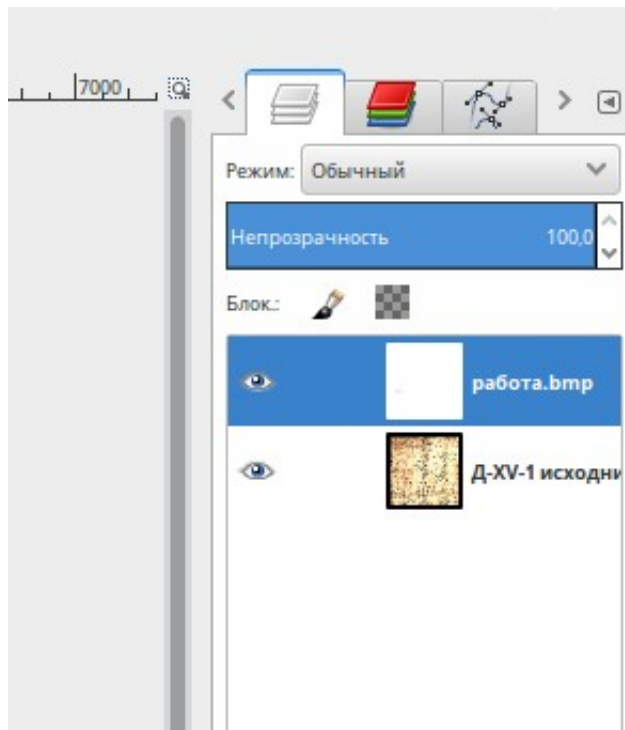 7000
Режим: Обычный
Непрозрачность 100,0
Блок.:
работа.bmp
Д-XV-1 исходни